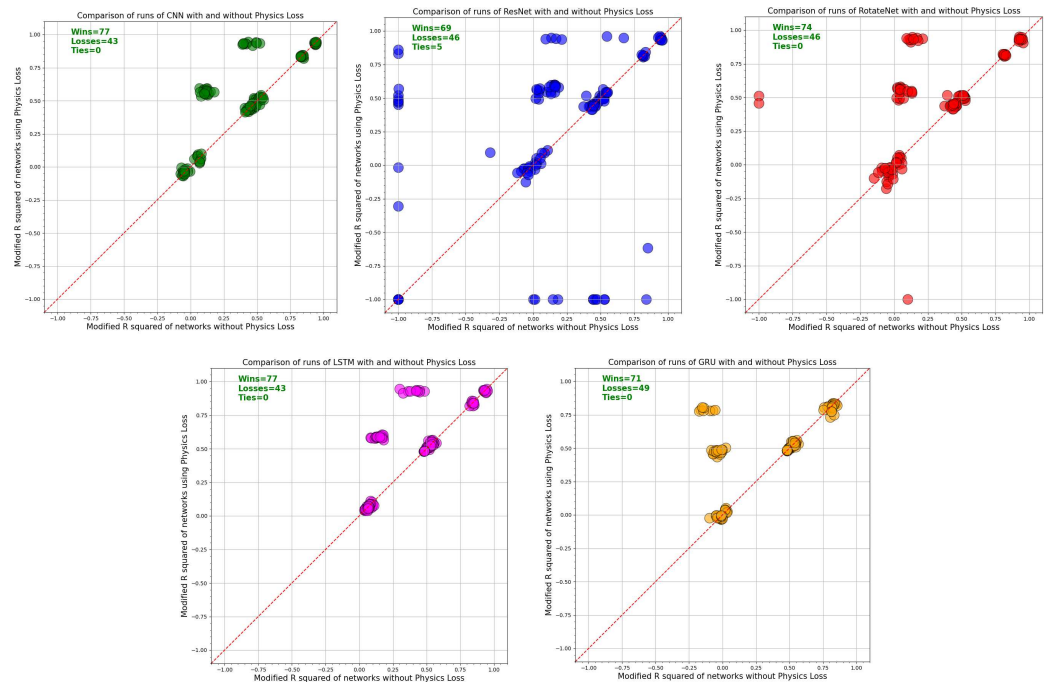 Comparison of runs of CNN with and without Physics Loss
Wins=77
Losses=43
Ties=0
Modified R squared of networks using Physics Loss
1.00
0.75
0.50
0.25
0.00
−0.25
−0.50
−0.75
−1.00
−1.00 −0.75 −0.50 −0.25 0.00 0.25 0.50 0.75 1.00
Modified R squared of networks without Physics Loss
Comparison of runs of ResNet with and without Physics Loss
Wins=69
Losses=46
Ties=5
Modified R squared of networks using Physics Loss
1.00
0.75
0.50
0.25
0.00
−0.25
−0.50
−0.75
−1.00
−1.00 −0.75 −0.50 −0.25 0.00 0.25 0.50 0.75 1.00
Modified R squared of networks without Physics Loss
Comparison of runs of RotateNet with and without Physics Loss
Wins=74
Losses=46
Ties=0
Modified R squared of networks using Physics Loss
1.00
0.75
0.50
0.25
0.00
−0.25
−0.50
−0.75
−1.00
−1.00 −0.75 −0.50 −0.25 0.00 0.25 0.50 0.75 1.00
Modified R squared of networks without Physics Loss
Comparison of runs of LSTM with and without Physics Loss
Wins=77
Losses=43
Ties=0
Modified R squared of networks using Physics Loss
1.00
0.75
0.50
0.25
0.00
−0.25
−0.50
−0.75
−1.00
−1.00 −0.75 −0.50 −0.25 0.00 0.25 0.50 0.75 1.00
Modified R squared of networks without Physics Loss
Comparison of runs of GRU with and without Physics Loss
Wins=71
Losses=49
Ties=0
Modified R squared of networks using Physics Loss
1.00
0.75
0.50
0.25
0.00
−0.25
−0.50
−0.75
−1.00
−1.00 −0.75 −0.50 −0.25 0.00 0.25 0.50 0.75 1.00
Modified R squared of networks without Physics Loss